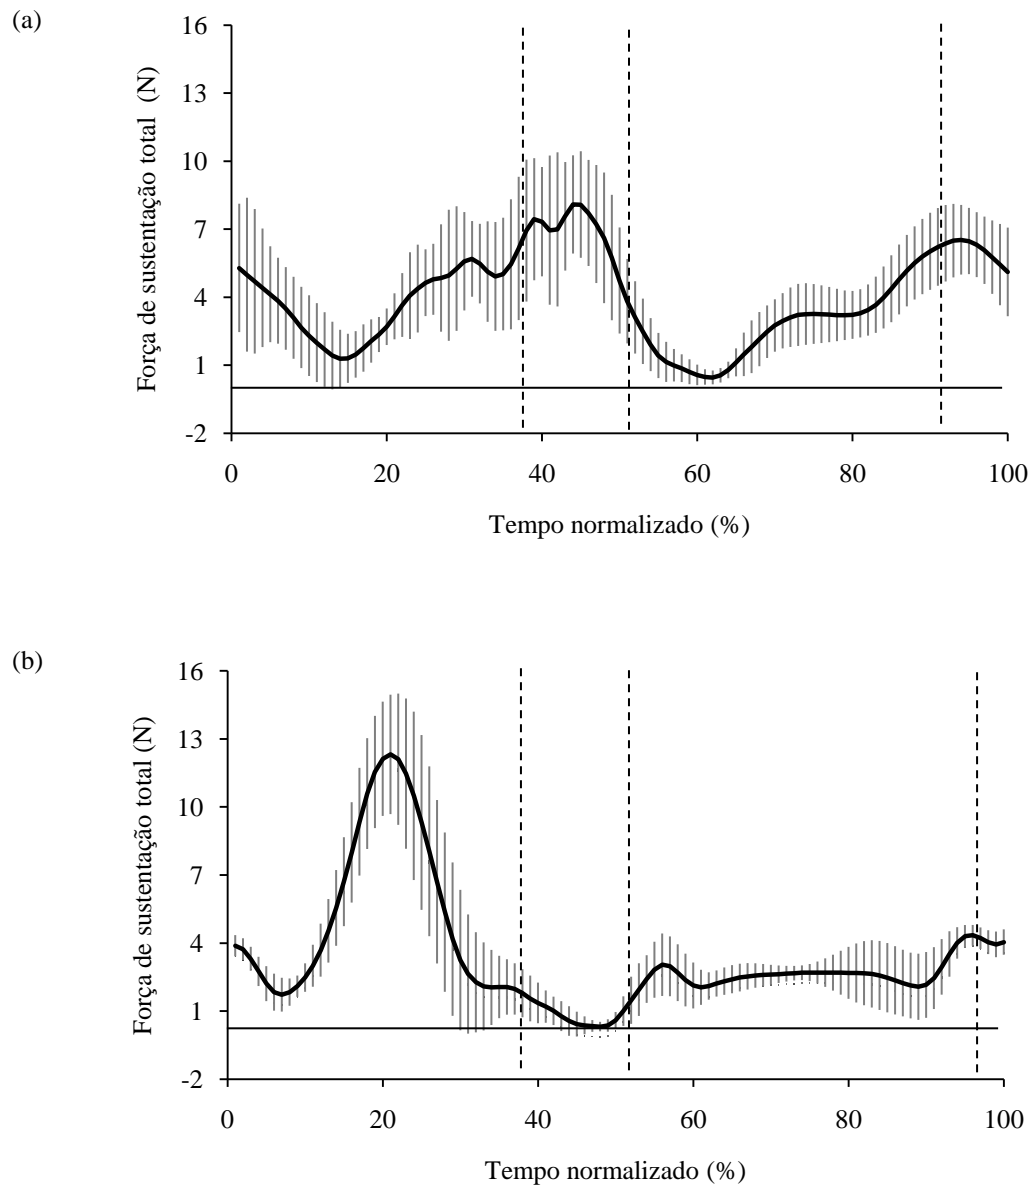 (a)
Força de sustentação total (N)
16
13
10
7
4
1
-2
0 20 40 60 80 100
Tempo normalizado (%)
(b)
Força de sustentação total (N)
16
13
10
7
4
1
-2
0 20 40 60 80 100
Tempo normalizado (%)